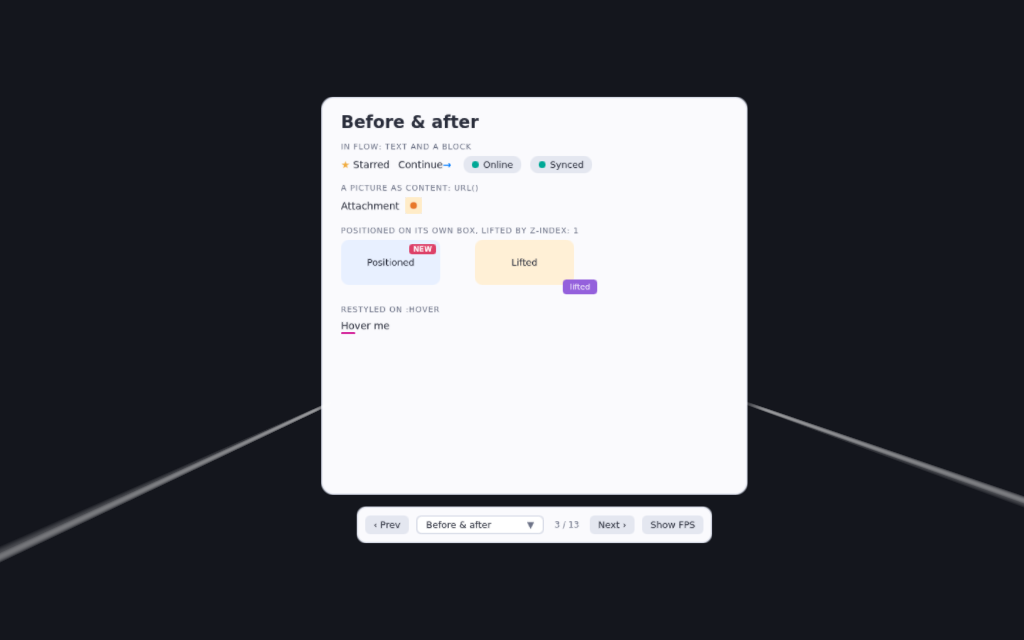 Before & after
IN FLOW: TEXT AND A BLOCK
★ Starred Continue→ Online Synced
A PICTURE AS CONTENT: URL()
Attachment
POSITIONED ON ITS OWN BOX, LIFTED BY Z-INDEX: 1
NEW
Positioned Lifted
lifted
RESTYLED ON :HOVER
Hover me
‹ Prev Before & after ▼ 3 / 13 Next › Show FPS